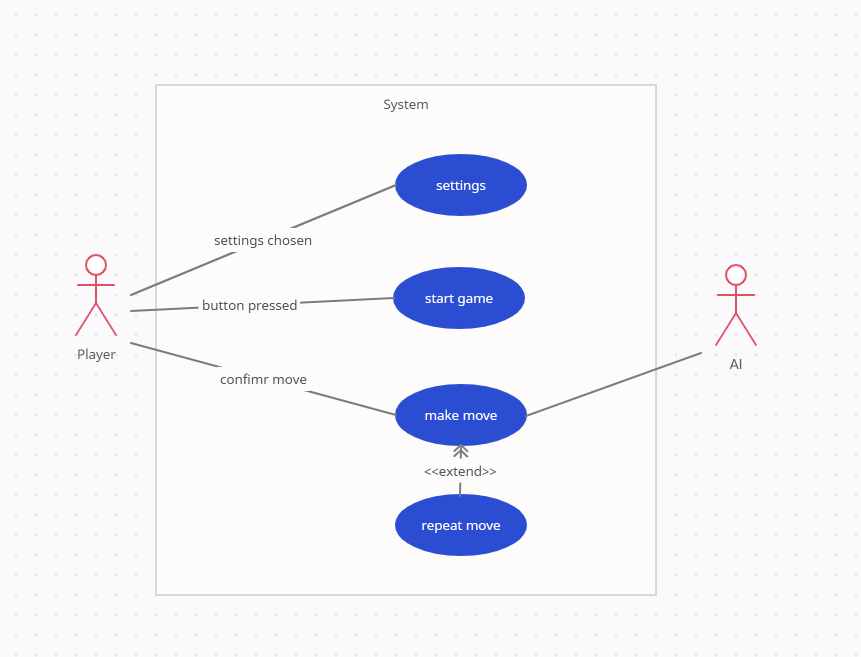 System
settings
settings chosen
start game
button pressed
Player
AI
confimr move
make move
<<extend>>
repeat move